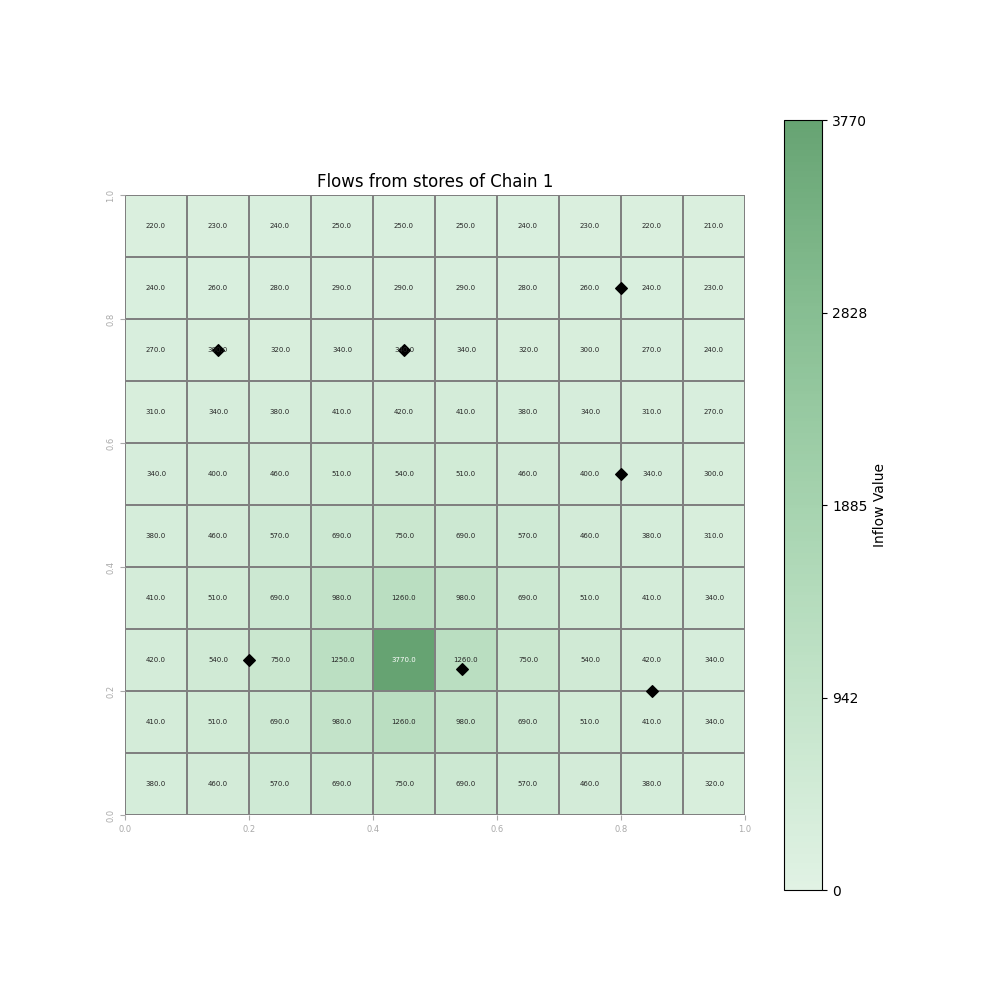 Flows from stores of Chain 1
1.0
220.0 230.0 240.0 250.0 250.0 250.0 240.0 230.0 220.0 210.0
240.0 260.0 280.0 290.0 290.0 290.0 280.0 260.0 240.0 230.0
0.8
270.0 320.0 340.0 340.0 320.0 300.0 270.0 240.0
310.0 340.0 380.0 410.0 420.0 410.0 380.0 340.0 310.0 270.0
0.6
340.0 400.0 460.0 510.0 540.0 510.0 460.0 400.0 340.0 300.0
380.0 460.0 570.0 690.0 750.0 690.0 570.0 460.0 380.0 310.0
0.4
410.0 510.0 690.0 980.0 1260.0 980.0 690.0 510.0 410.0 340.0
420.0 540.0 750.0 1250.0 3770.0 1260.0 750.0 540.0 420.0 340.0
0.2
410.0 510.0 690.0 980.0 1260.0 980.0 690.0 510.0 410.0 340.0
380.0 460.0 570.0 690.0 750.0 690.0 570.0 460.0 380.0 320.0
0.0
0.0 0.2 0.4 0.6 0.8 1.0
3770
2828
1885
942
0
Inflow Value